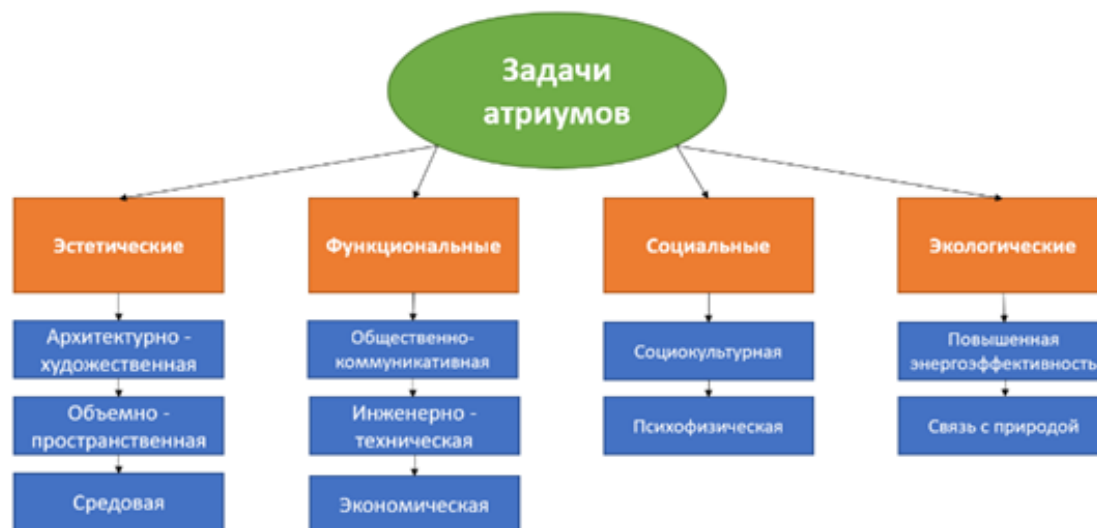 Задачи
атриумов
Эстетические
Функциональные
Социальные
Экологические
Архитектурно -
художественная
Общественно-
коммуникативная
Социокультурная
Повышенная
энергоэффективность
Объемно -
пространственная
Инженерно -
техническая
Психофизическая
Связь с природой
Средовая
Экономическая